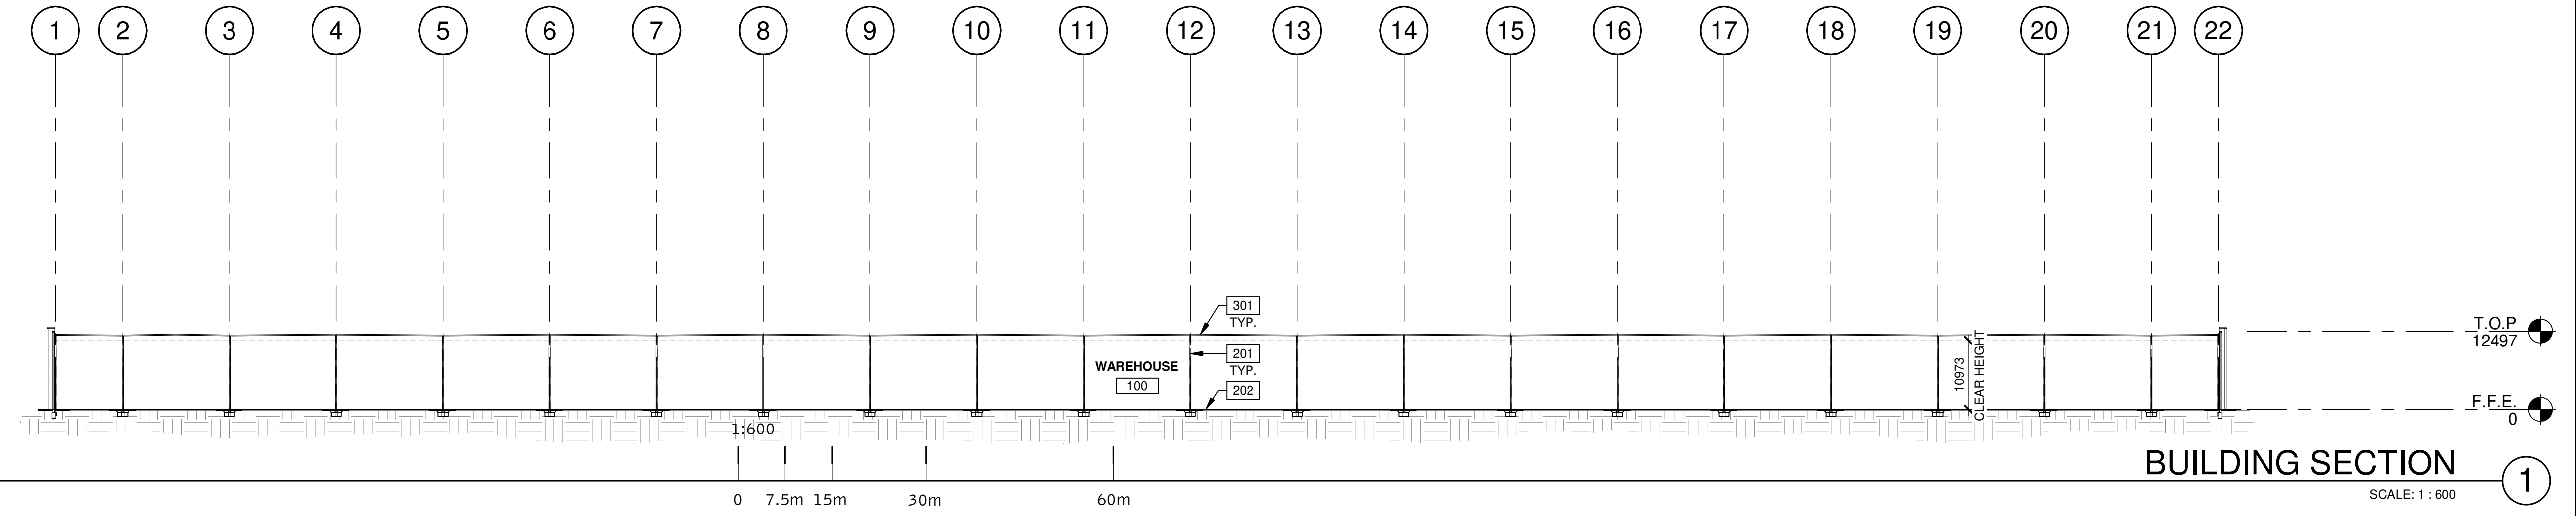 1 2 3 4 5 6 7 8 9 10 11 12 13 14 15 16 17 18 19 20 21 22
301
TYP.
T.O.P
12497
201
TYP.
WAREHOUSE
100
202
10973
CLEAR HEIGHT
F.F.E.
0
1:600
0 7.5m 15m 30m 60m
BUILDING SECTION
1
SCALE: 1 : 600